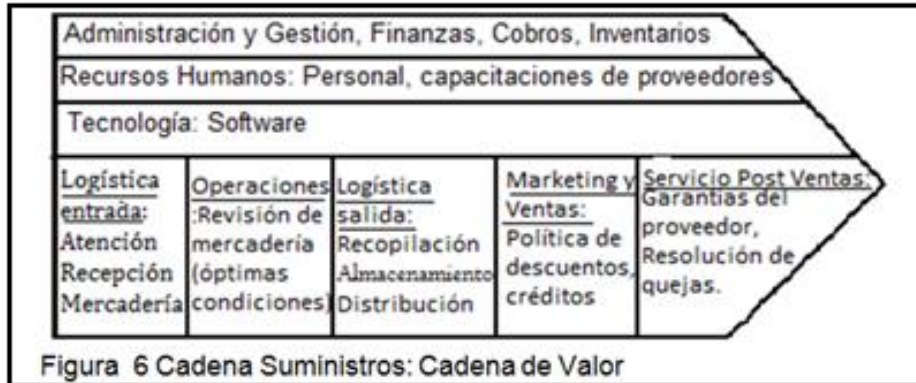 Administración y Gestión, Finanzas, Cobros, Inventarios
Recursos Humanos: Personal, capacitaciones de proveedores
Tecnología: Software
Logística
entrada:
Atención
Recepción
Mercadería
Operaciones
:Revisión de
mercadería
(óptimas
condiciones)
Logística
salida:
Recopilación
Almacenamiento
Distribución
Marketing y
Ventas:
Política de
descuentos,
créditos
Servicio Post Ventas:
Garantias del
proveedor,
Resolución de
quejas.
Figura 6 Cadena Suministros: Cadena de Valor